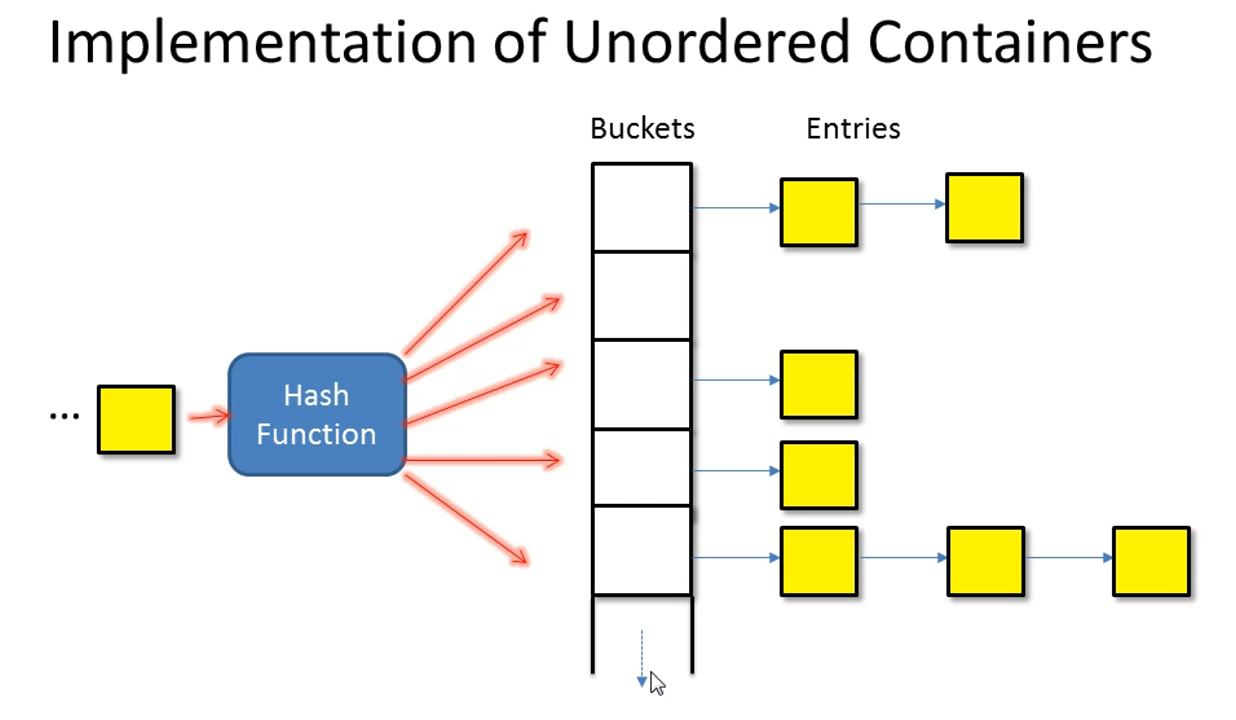 Implementation of Unordered Containers
Buckets
Entries
...
Hash
Function